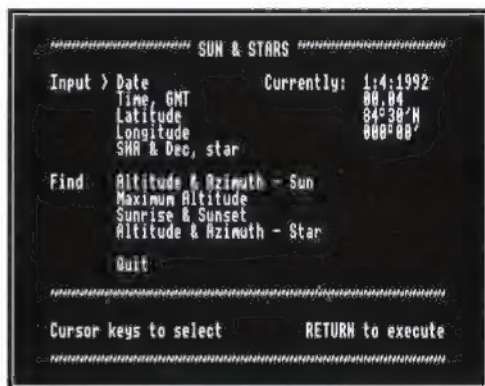 SUN & STARS
Input > Date Currently: 1:4:1992
Time, GMT 00.04
Latitude 84°30'N
Longitude 000°00'
SHA & Dec, star
Find Altitude & Azimuth - Sun
Maximum Altitude
Sunrise & Sunset
Altitude & Azimuth - Star
Quit
Cursor keys to select RETURN to execute